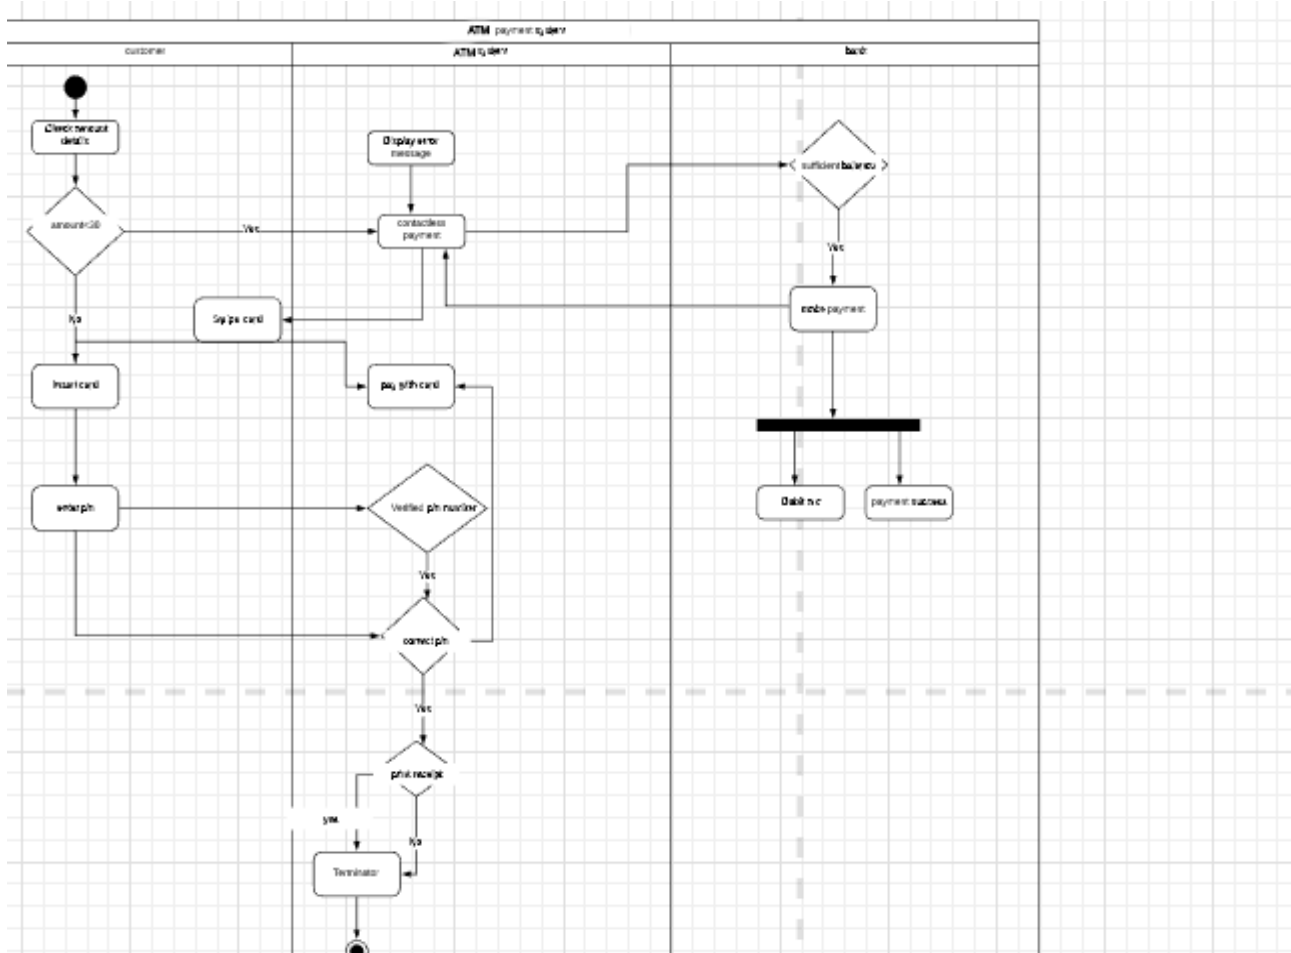 ATM payment system
customer
ATM system
bank
Check amount
details
Display error
message
sufficient balance
amount<30
Yes
contactless
payment
Yes
Swipe card
make payment
No
Insert card
pay with card
enter pin
Verified pin number
Debit a/c
payment success
Yes
correct pin
Yes
print receipt
yes
No
Terminator